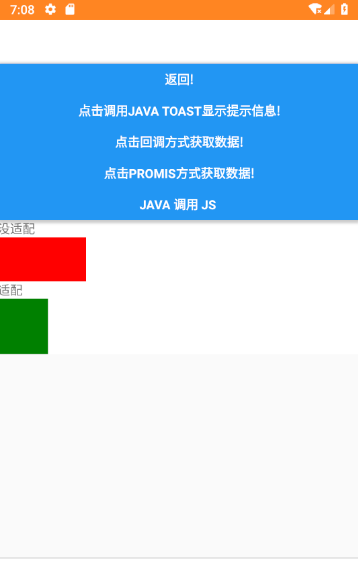 7:08
返回!
点击调用JAVA TOAST显示提示信息!
点击回调方式获取数据!
点击PROMIS方式获取数据!
JAVA 调用 JS
没适配
适配